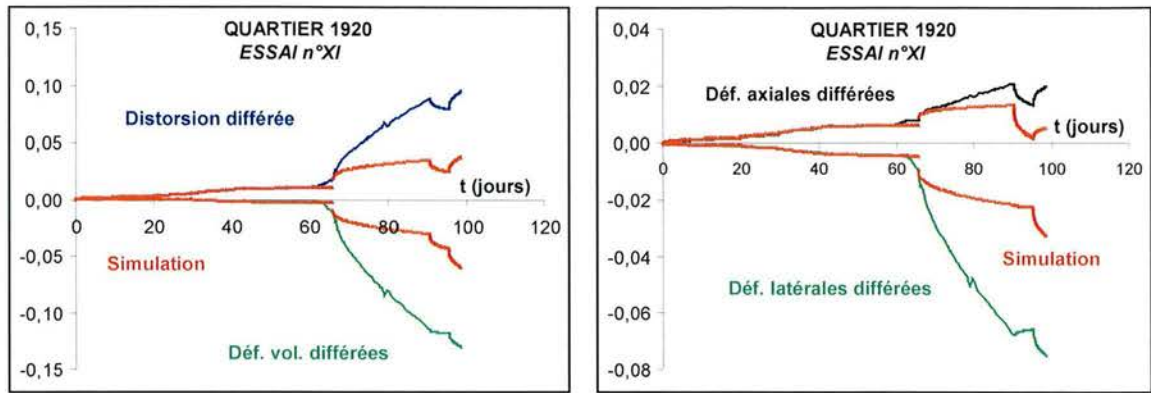 QUARTIER 1920
ESSAI n°XI
0,15
0,10
0,05
0,00
-0,05
-0,10
-0,15
Distorsion différée
t (jours)
0 20 40 60 80 100 120
Simulation
Déf. vol. différées
QUARTIER 1920
ESSAI n°XI
0,04
0,02
0,00
-0,02
-0,04
-0,06
-0,08
Déf. axiales différées
t (jours)
0 20 40 60 80 100 120
Simulation
Déf. latérales différées